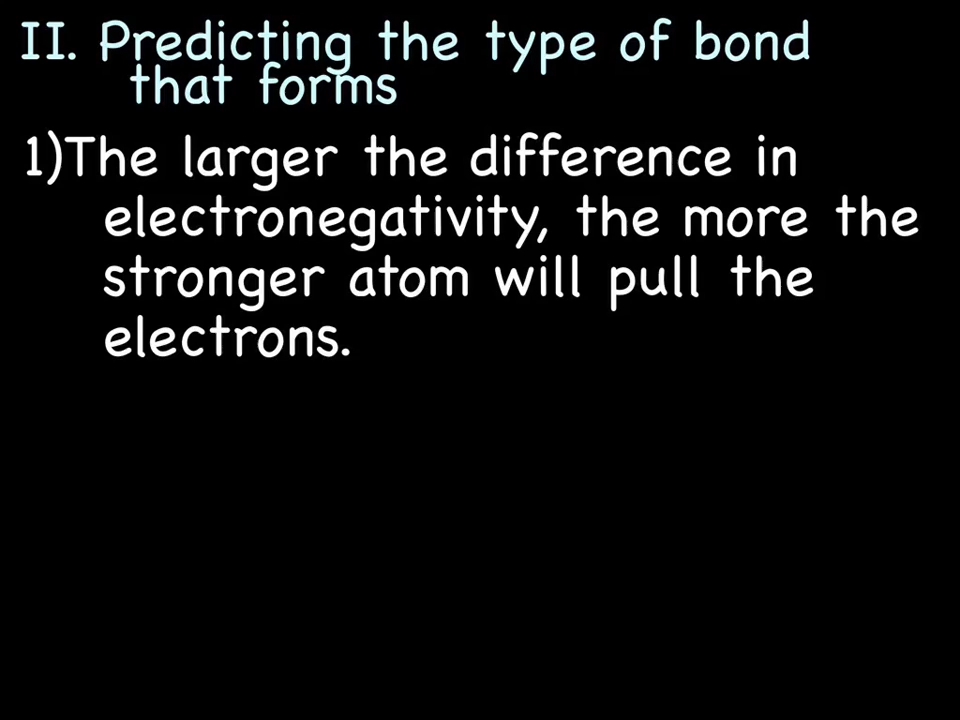 II. Predicting the type of bond
that forms
1)The larger the difference in
electronegativity, the more the
stronger atom will pull the
electrons.